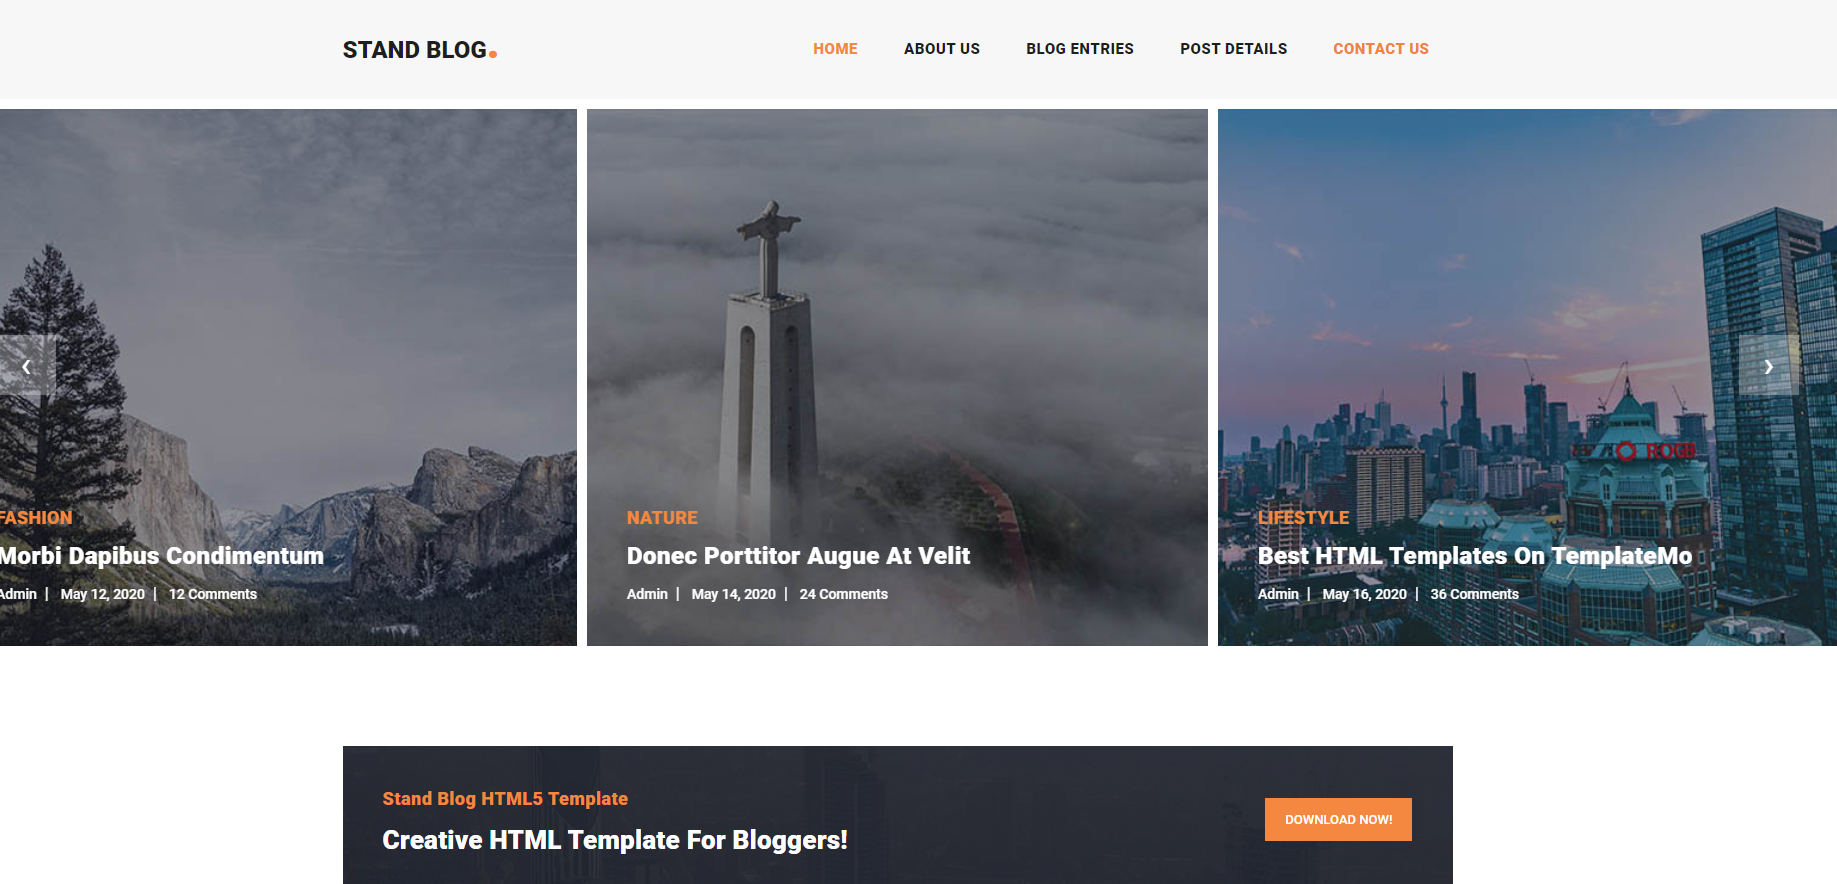 STAND BLOG.
HOME ABOUT US BLOG ENTRIES POST DETAILS CONTACT US
FASHION
Morbi Dapibus Condimentum
Admin | May 12, 2020 | 12 Comments
NATURE
Donec Porttitor Augue At Velit
Admin | May 14, 2020 | 24 Comments
LIFESTYLE
Best HTML Templates On TemplateMo
Admin | May 16, 2020 | 36 Comments
Stand Blog HTML5 Template
Creative HTML Template For Bloggers!
DOWNLOAD NOW!